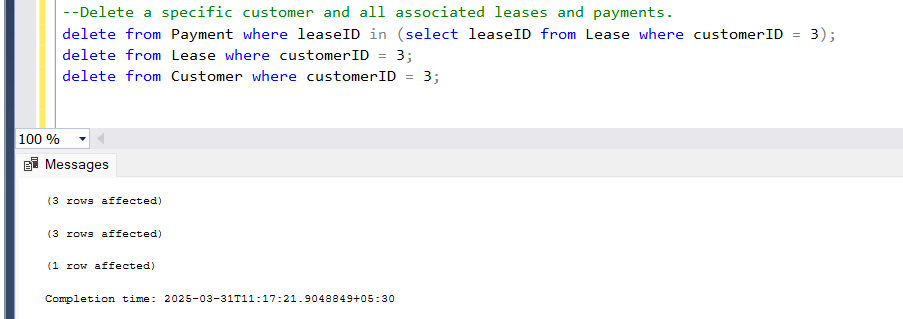 --Delete a specific customer and all associated leases and payments.
delete from Payment where leaseID in (select leaseID from Lease where customerID = 3);
delete from Lease where customerID = 3;
delete from Customer where customerID = 3;
100 %
Messages
(3 rows affected)
(3 rows affected)
(1 row affected)
Completion time: 2025-03-31T11:17:21.9048849+05:30